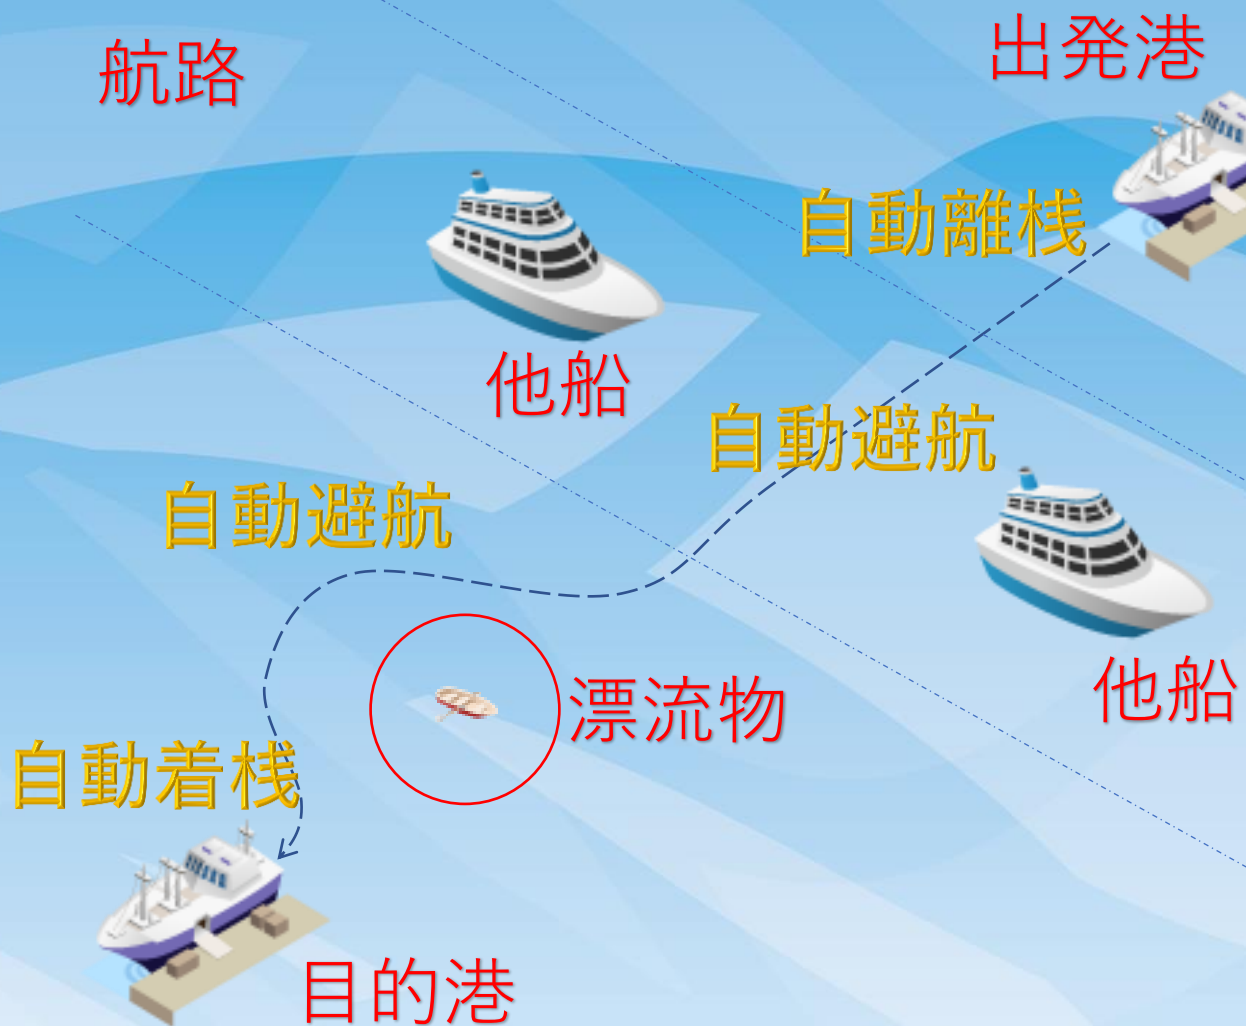 航路
出発港
自動離桟
他船
自動避航
自動避航
他船
漂流物
自動着桟
目的港